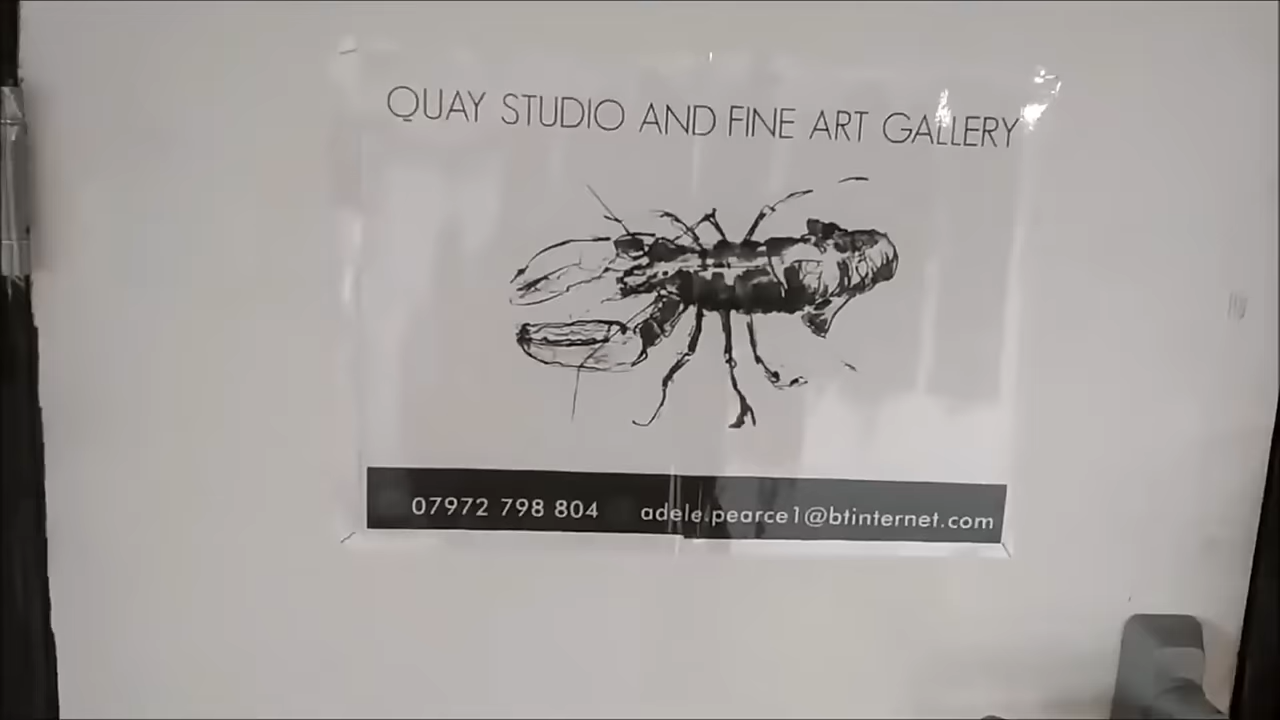 QUAY STUDIO AND FINE ART GALLERY
07972 798 804 adele.pearce1@btinternet.com